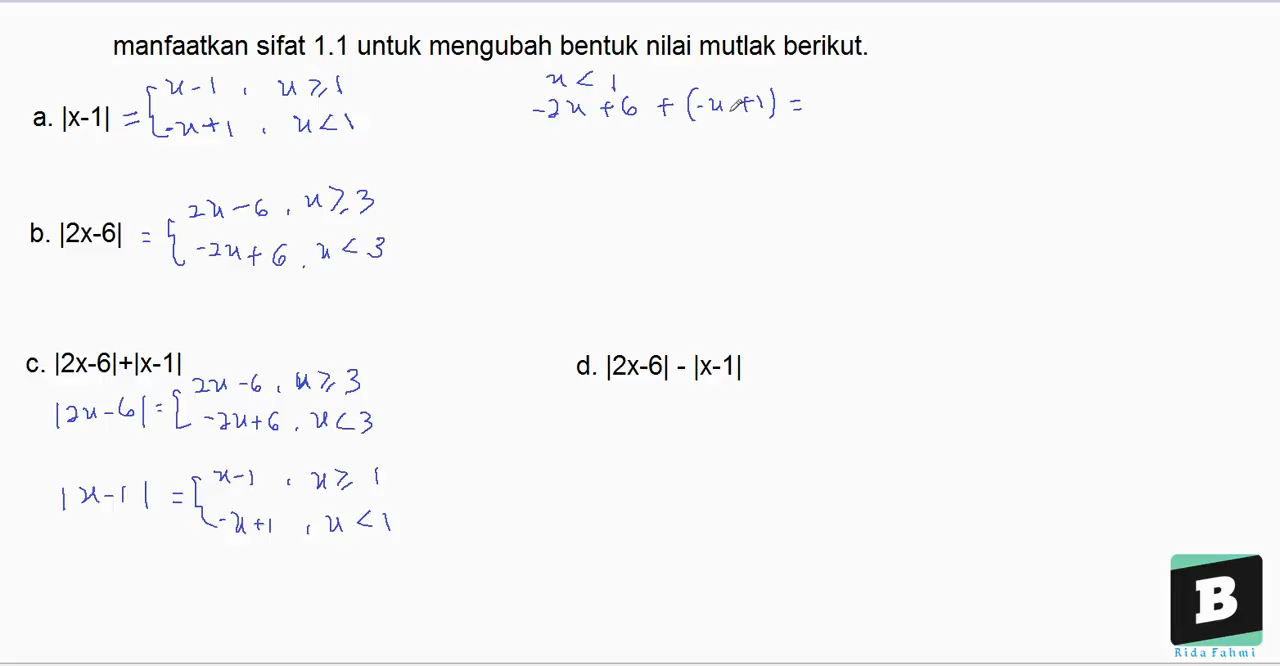 manfaatkan sifat 1.1 untuk mengubah bentuk nilai mutlak berikut.
a. |x-1| = { x-1 , x ≥ 1
-x+1 , x < 1
x < 1
-2x+6 + (-x+1) =
b. |2x-6| = { 2x-6 , x ≥ 3
-2x+6 , x < 3
c. |2x-6|+|x-1|
|2x-6| = { 2x-6 , x ≥ 3
-2x+6 , x < 3
|x-1| = { x-1 , x ≥ 1
-x+1 , x < 1
d. |2x-6| - |x-1|
B
Rida Fahmi